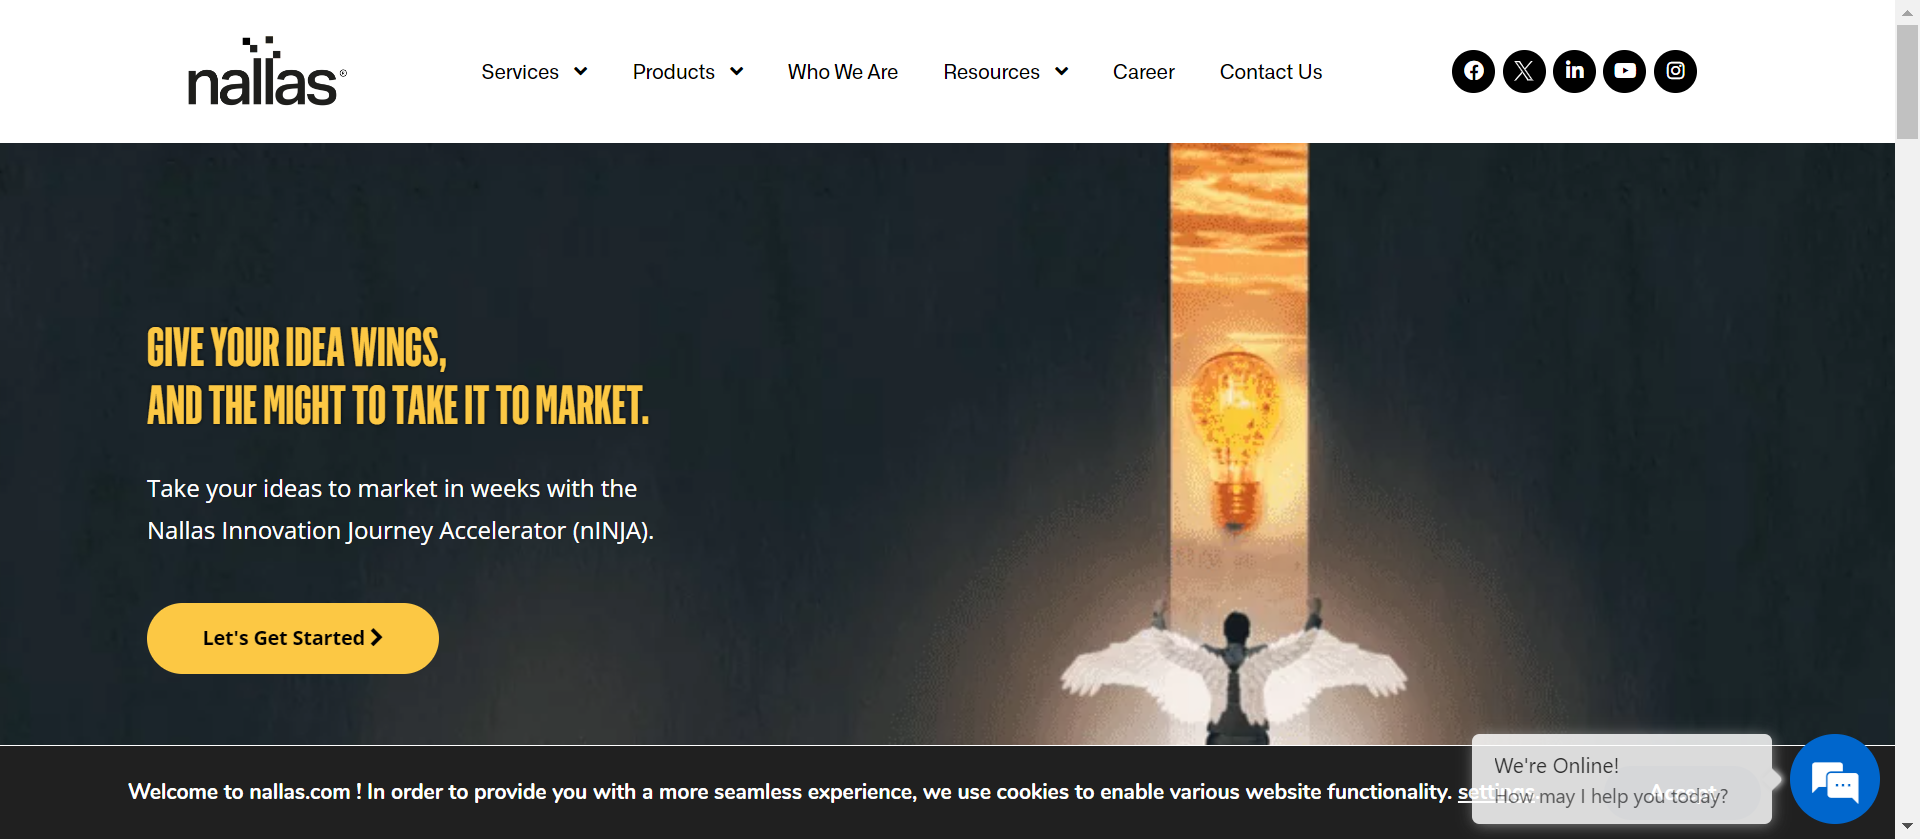 nallas®
Services
Products
Who We Are
Resources
Career
Contact Us
GIVE YOUR IDEA WINGS,
AND THE MIGHT TO TAKE IT TO MARKET.
Take your ideas to market in weeks with the
Nallas Innovation Journey Accelerator (nINJA).
Let's Get Started
Welcome to nallas.com ! In order to provide you with a more seamless experience, we use cookies to enable various website functionality. settings.
Accept
We're Online!
How may I help you today?